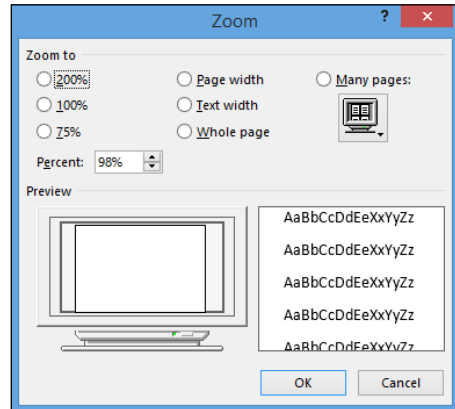 Zoom ?
Zoom to
200% Page width Many pages:
100% Text width
75% Whole page
Percent: 98%
Preview
AaBbCcDdEeXxYyZz
AaBbCcDdEeXxYyZz
AaBbCcDdEeXxYyZz
AaBbCcDdEeXxYyZz
AaBbCcDdEeXxYyZz
OK Cancel